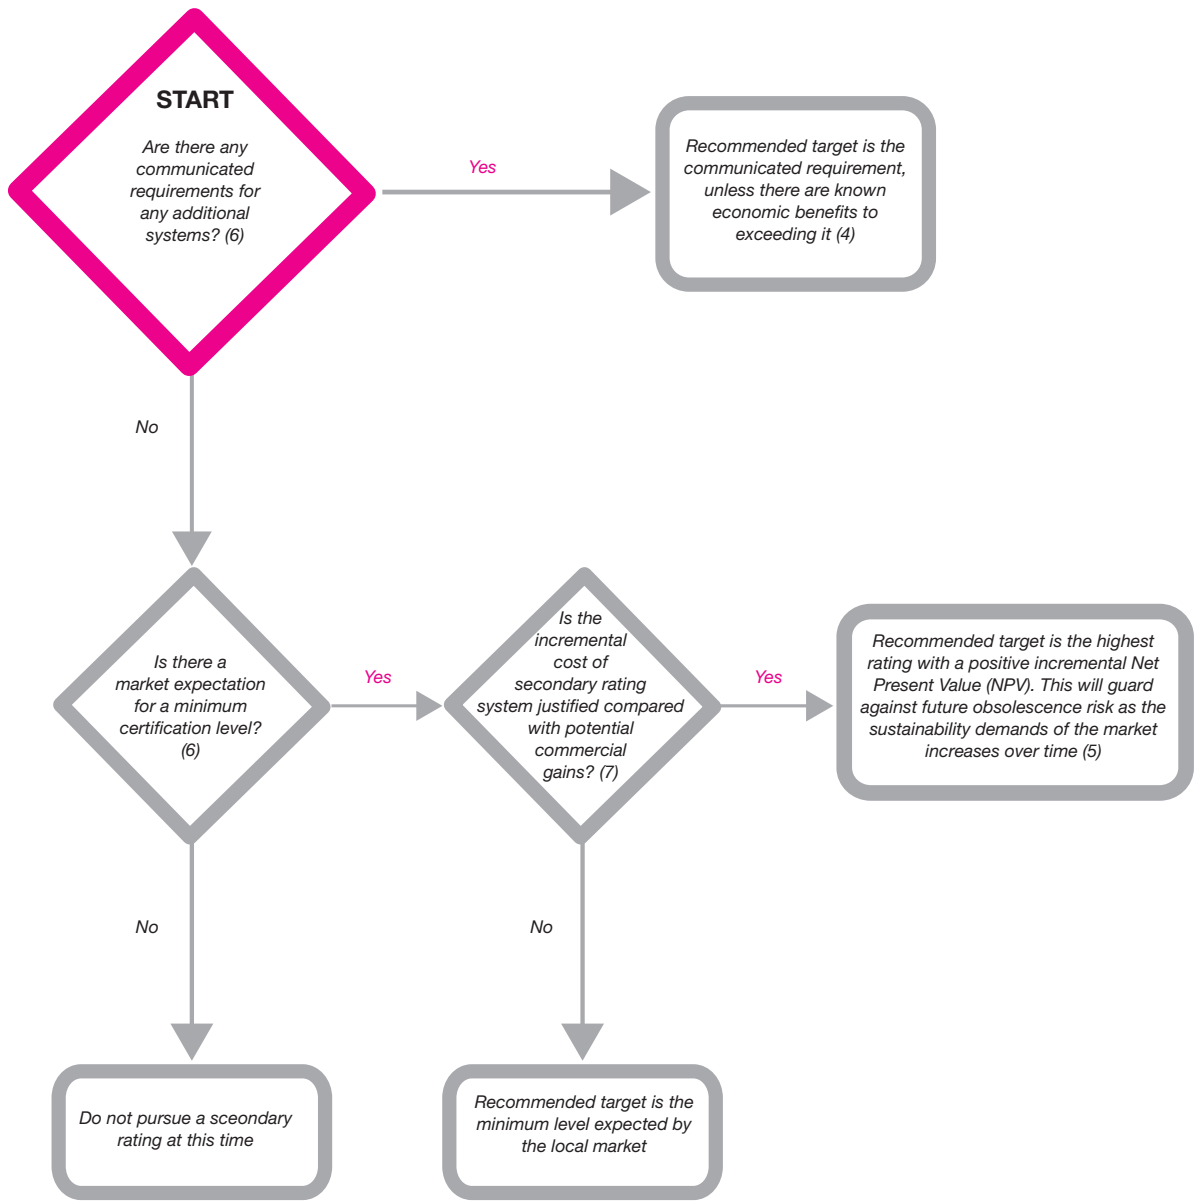 START
Are there any
communicated
requirements for
any additional
systems? (6)
Yes
Recommended target is the
communicated requirement,
unless there are known
economic benefits to
exceeding it (4)
No
Is there a
market expectation
for a minimum
certification level?
(6)
Yes
Is the
incremental
cost of
secondary rating
system justified compared
with potential
commercial
gains? (7)
Yes
Recommended target is the highest
rating with a positive incremental Net
Present Value (NPV). This will guard
against future obsolescence risk as the
sustainability demands of the market
increases over time (5)
No
No
Do not pursue a sceondary
rating at this time
Recommended target is the
minimum level expected by
the local market